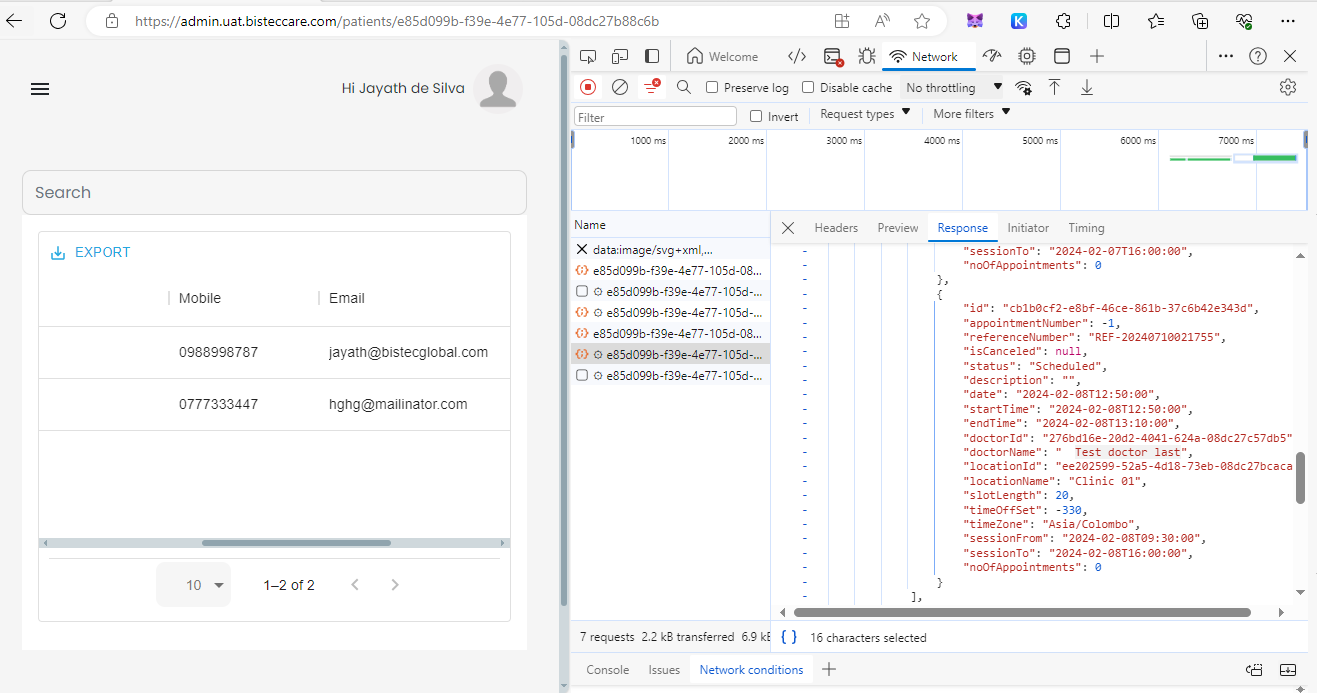 https://admin.uat.bisteccare.com/patients/e85d099b-f39e-4e77-105d-08dc27b88c6b
Hi Jayath de Silva
Search
EXPORT
Mobile Email
0988998787 jayath@bistecglobal.com
0777333447 hghg@mailinator.com
10 1–2 of 2
Welcome Network
Preserve log Disable cache No throttling
Filter Invert Request types More filters
1000 ms 2000 ms 3000 ms 4000 ms 5000 ms 6000 ms 7000 ms
Name
data:image/svg+xml,...
e85d099b-f39e-4e77-105d-08...
e85d099b-f39e-4e77-105d-...
e85d099b-f39e-4e77-105d-...
e85d099b-f39e-4e77-105d-08...
e85d099b-f39e-4e77-105d-...
e85d099b-f39e-4e77-105d-...
Headers Preview Response Initiator Timing
"sessionTo": "2024-02-07T16:00:00",
"noOfAppointments": 0
},
{
"id": "cb1b0cf2-e8bf-46ce-861b-37c6b42e343d",
"appointmentNumber": -1,
"referenceNumber": "REF-20240710021755",
"isCanceled": null,
"status": "Scheduled",
"description": "",
"date": "2024-02-08T12:50:00",
"startTime": "2024-02-08T12:50:00",
"endTime": "2024-02-08T13:10:00",
"doctorId": "276bd16e-20d2-4041-624a-08dc27c57db5"
"doctorName": "  Test doctor last",
"locationId": "ee202599-52a5-4d18-73eb-08dc27bcaca
"locationName": "Clinic 01",
"slotLength": 20,
"timeOffSet": -330,
"timeZone": "Asia/Colombo",
"sessionFrom": "2024-02-08T09:30:00",
"sessionTo": "2024-02-08T16:00:00",
"noOfAppointments": 0
}
],
7 requests 2.2 kB transferred 6.9 kB
{ } 16 characters selected
Console Issues Network conditions